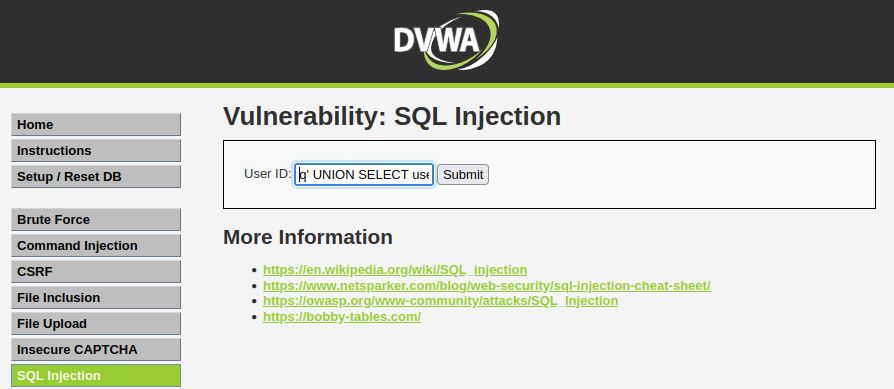 DVWA
Vulnerability: SQL Injection
Home
Instructions
Setup / Reset DB
Brute Force
Command Injection
CSRF
File Inclusion
File Upload
Insecure CAPTCHA
SQL Injection
User ID: q' UNION SELECT use Submit
More Information
• https://en.wikipedia.org/wiki/SQL_injection
• https://www.netsparker.com/blog/web-security/sql-injection-cheat-sheet/
• https://owasp.org/www-community/attacks/SQL_Injection
• https://bobby-tables.com/